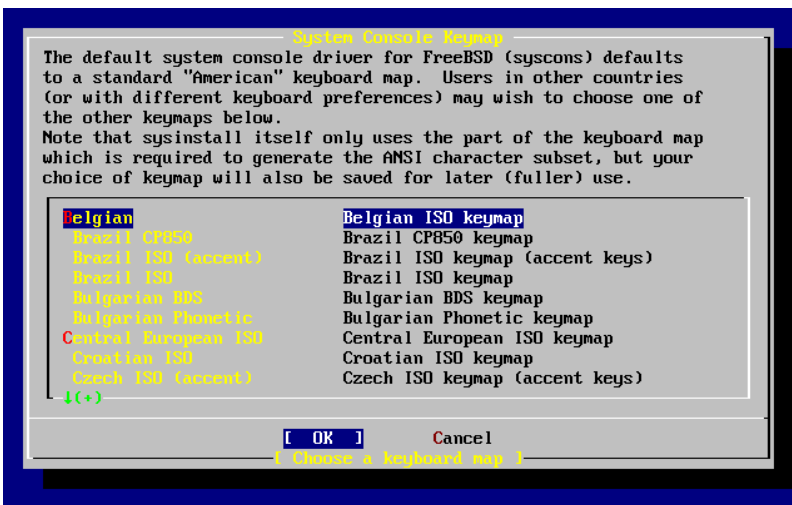 System Console Keymap
The default system console driver for FreeBSD (syscons) defaults
to a standard "American" keyboard map.  Users in other countries
(or with different keyboard preferences) may wish to choose one of
the other keymaps below.
Note that sysinstall itself only uses the part of the keyboard map
which is required to generate the ANSI character subset, but your
choice of keymap will also be saved for later (fuller) use.
Belgian Belgian ISO keymap
Brazil CP850 Brazil CP850 keymap
Brazil ISO (accent) Brazil ISO keymap (accent keys)
Brazil ISO Brazil ISO keymap
Bulgarian BDS Bulgarian BDS keymap
Bulgarian Phonetic Bulgarian Phonetic keymap
Central European ISO Central European ISO keymap
Croatian ISO Croatian ISO keymap
Czech ISO (accent) Czech ISO keymap (accent keys)
↓(+)
[ OK ] Cancel
[ Choose a keyboard map ]